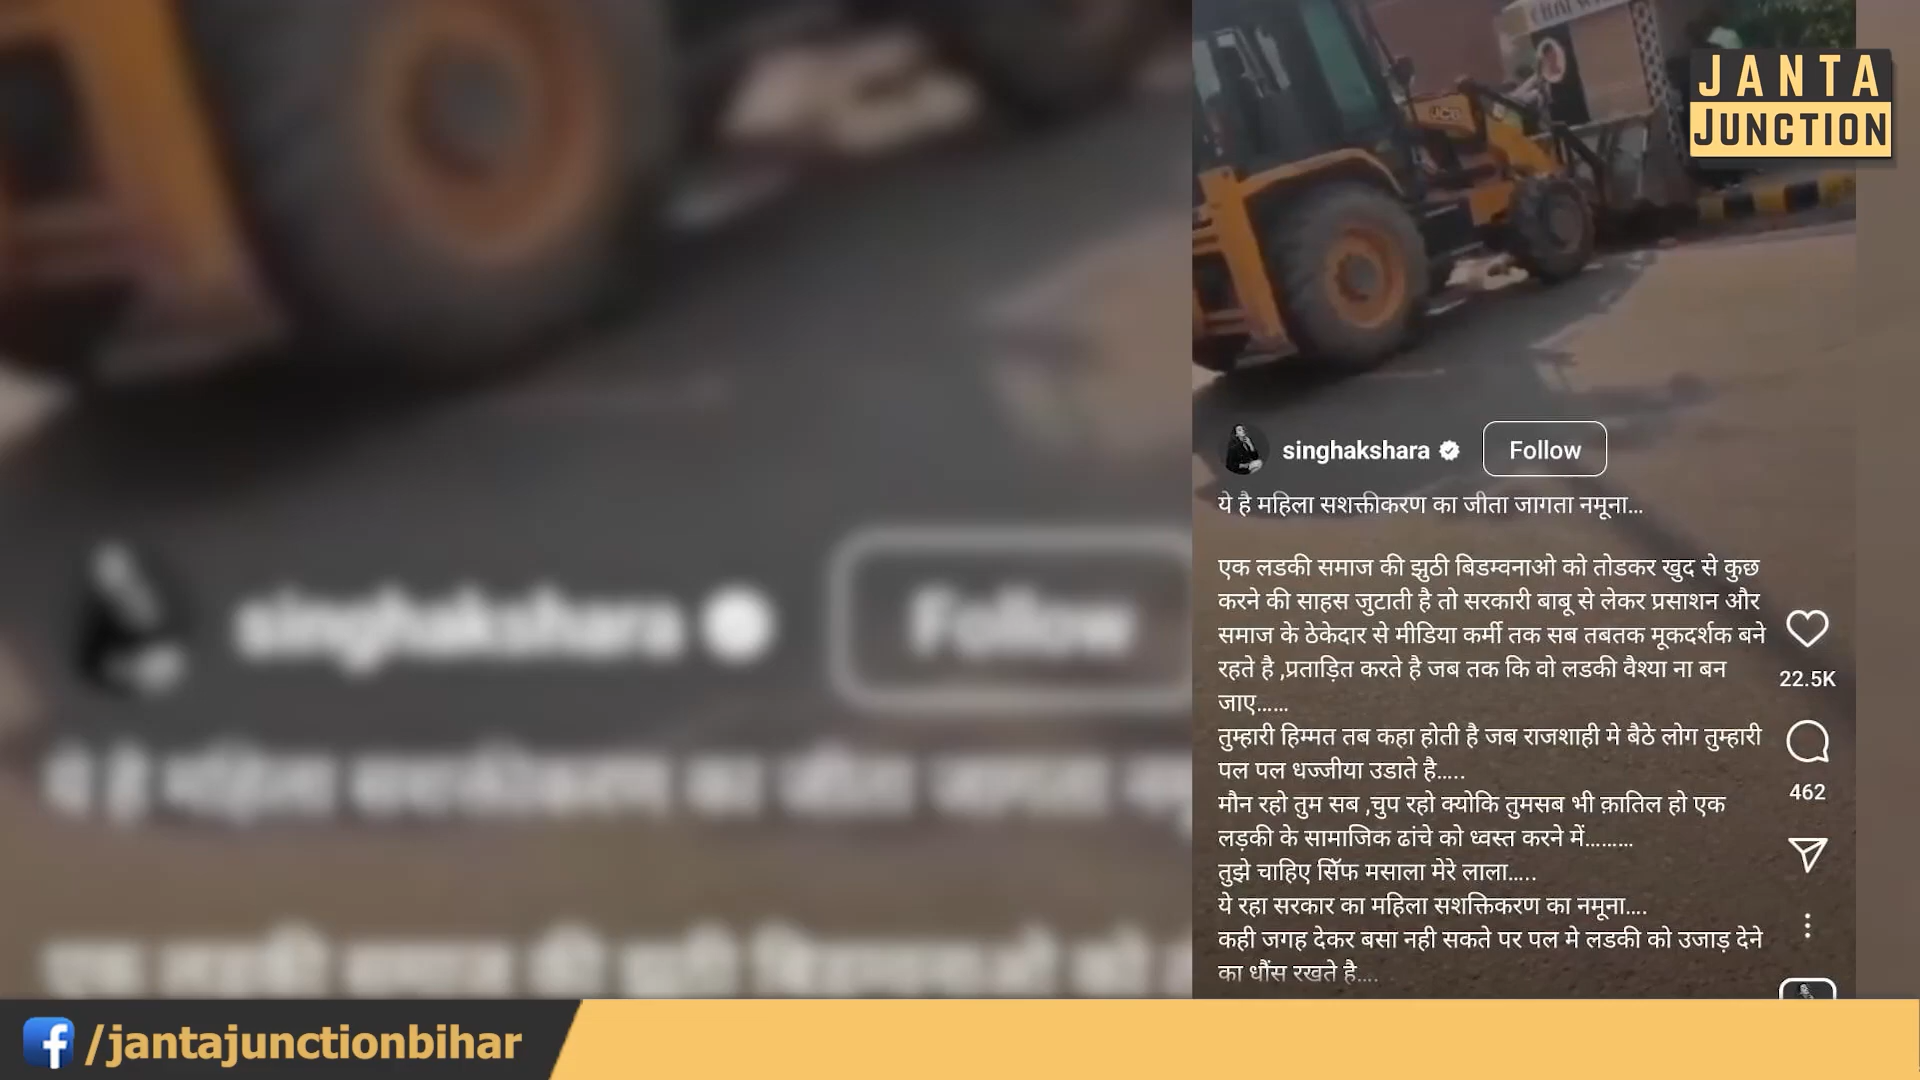 JCB
JANTA
JUNCTION
singhakshara
Follow
ये है महिला सशक्तीकरण का जीता जागता नमूना...
एक लडकी समाज की झुठी बिडम्वनाओ को तोडकर खुद से कुछ
करने की साहस जुटाती है तो सरकारी बाबू से लेकर प्रसाशन और
समाज के ठेकेदार से मीडिया कर्मी तक सब तबतक मूकदर्शक बने
रहते है ,प्रताड़ित करते है जब तक कि वो लडकी वैश्या ना बन
जाए......
तुम्हारी हिम्मत तब कहा होती है जब राजशाही मे बैठे लोग तुम्हारी
पल पल धज्जीया उडाते है.....
मौन रहो तुम सब ,चुप रहो क्योकि तुमसब भी क़ातिल हो एक
लड़की के सामाजिक ढांचे को ध्वस्त करने में.........
तुझे चाहिए सिॅफ मसाला मेरे लाला.....
ये रहा सरकार का महिला सशक्तिकरण का नमूना....
कही जगह देकर बसा नही सकते पर पल मे लडकी को उजाड़ देने
का धौंस रखते है....
22.5K
462
singhakshara
Follow
/jantajunctionbihar